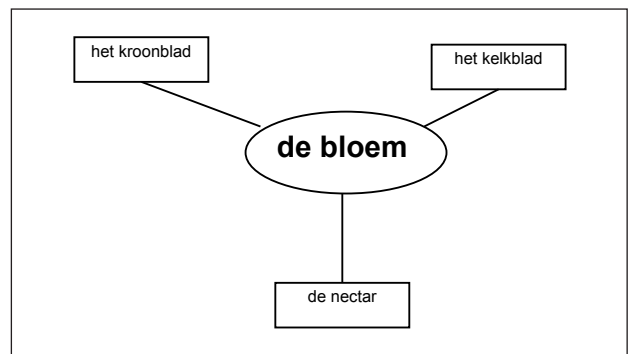 het kroonblad
het kelkblad
de bloem
de nectar